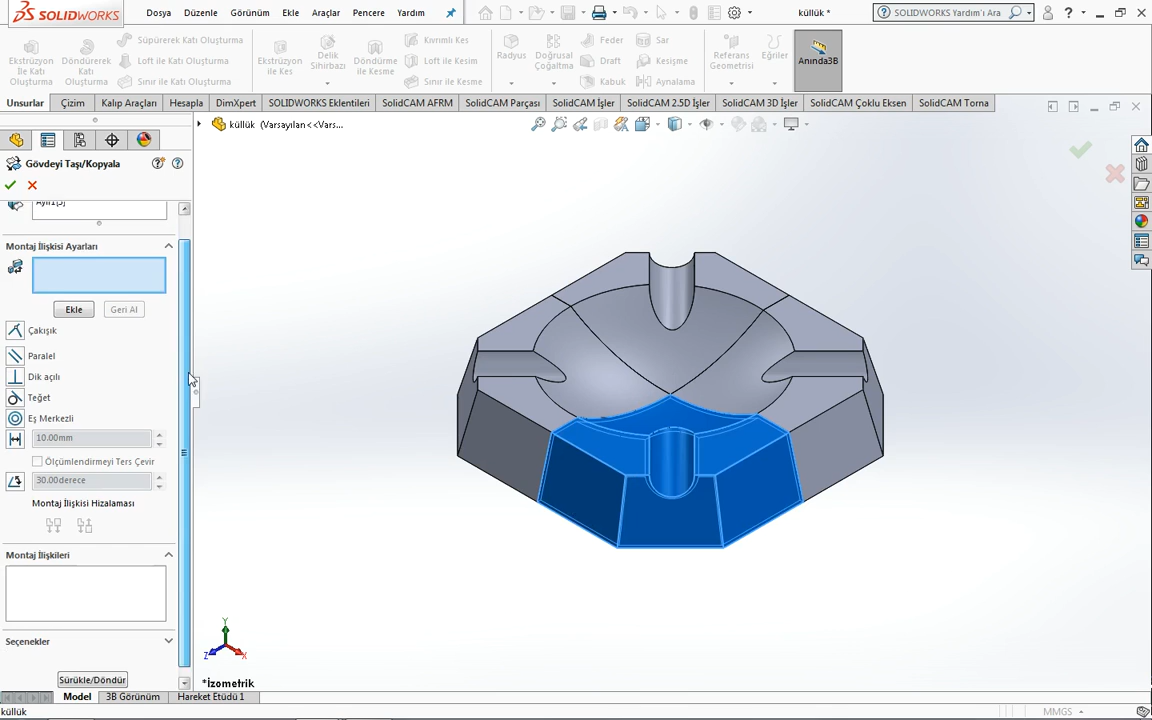 SOLIDWORKS Dosya Düzenle Görünüm Ekle Araçlar Pencere Yardım küllük * SOLIDWORKS Yardım'ı Ara
Ekstrüzyon İle Katı Oluşturma
Döndürerek Katı Oluşturma
Süpürerek Katı Oluşturma
Loft ile Katı Oluşturma
Sınır ile Katı Oluşturma
Ekstrüzyon ile Kes
Delik Sihirbazı
Döndürme ile Kesme
Kıvrımlı Kes
Loft ile Kesim
Sınır ile Kesme
Radyus
Doğrusal Çoğaltma
Feder
Draft
Kabuk
Sar
Kesişme
Aynalama
Referans Geometrisi
Eğriler
Anında3B
Unsurlar Çizim Kalıp Araçları Hesapla DimXpert SOLIDWORKS Eklentileri SolidCAM AFRM SolidCAM Parçası SolidCAM İşler SolidCAM 2.5D İşler SolidCAM 3D İşler SolidCAM Çoklu Eksen SolidCAM Torna
küllük (Varsayılan<<Vars...
Gövdeyi Taşı/Kopyala
Montaj İlişkisi Ayarları
Ekle Geri Al
Çakışık
Paralel
Dik açılı
Teğet
Eş Merkezli
10.00mm
Ölçümlendirmeyi Ters Çevir
30.00derece
Montaj İlişkisi Hizalaması
Montaj İlişkileri
Seçenekler
Sürükle/Döndür
Y
Z
X
*İzometrik
Model 3B Görünüm Hareket Etüdü 1
küllük MMGS